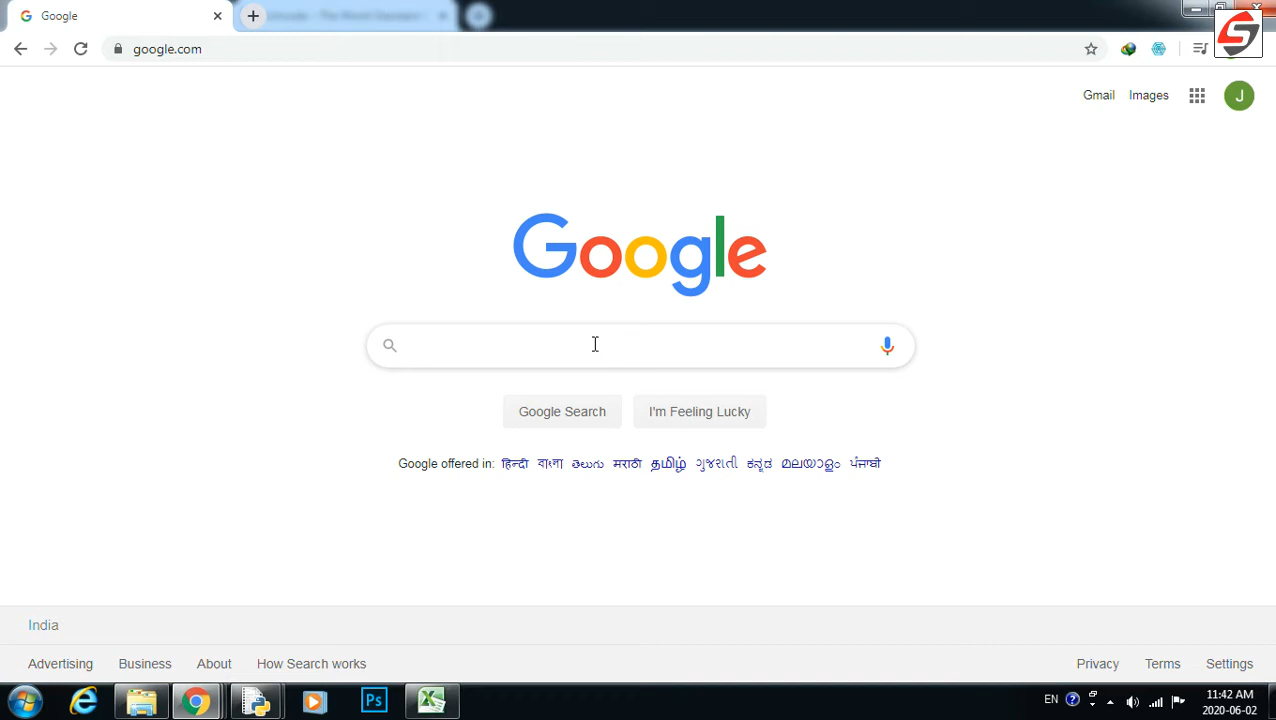 Google
google.com
Gmail Images
J
Google
Google Search I'm Feeling Lucky
Google offered in: हिन्दी বাংলা తెలుగు मराठी தமிழ் ગુજરાતી ಕನ್ನಡ മലയാളം ਪੰਜਾਬੀ
India
Advertising Business About How Search works Privacy Terms Settings
Ps EN 11:42 AM
2020-06-02